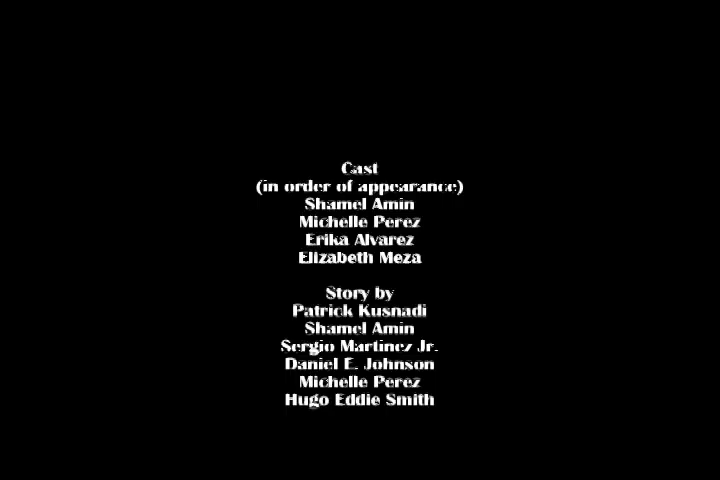 Cast
(in order of appearance)
Shamel Amin
Michelle Perez
Erika Alvarez
Elizabeth Meza
Story by
Patrick Kusnadi
Shamel Amin
Sergio Martinez Jr.
Daniel E. Johnson
Michelle Perez
Hugo Eddie Smith